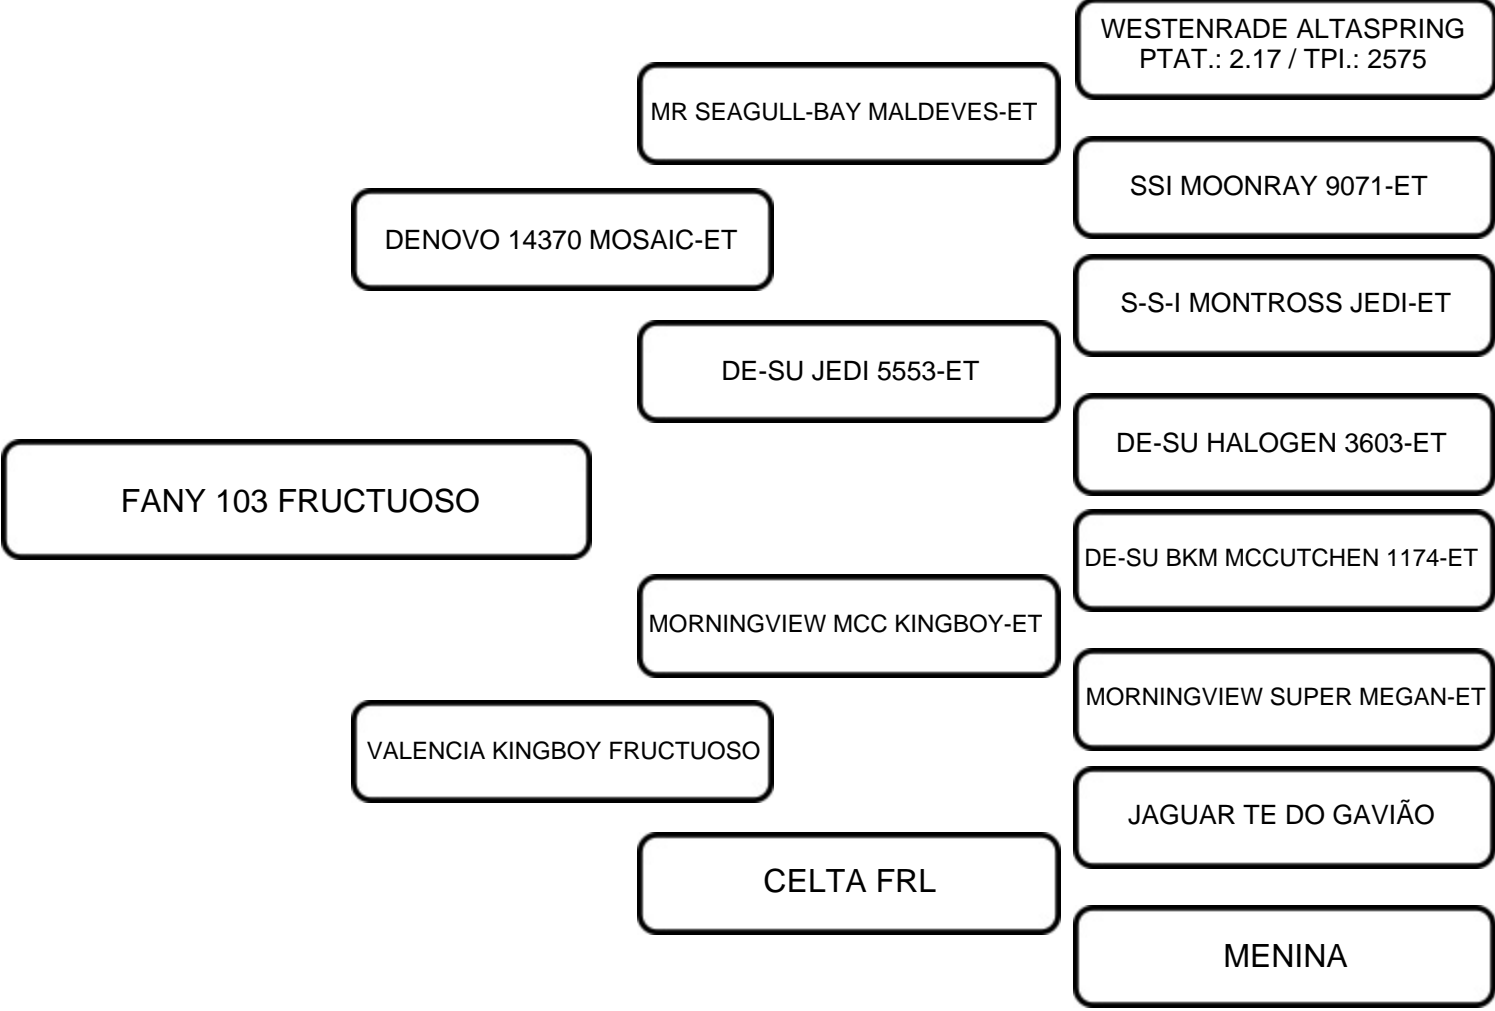 WESTENRADE ALTASPRING
PTAT.: 2.17 / TPI.: 2575
MR SEAGULL-BAY MALDEVES-ET
SSI MOONRAY 9071-ET
DENOVO 14370 MOSAIC-ET
S-S-I MONTROSS JEDI-ET
DE-SU JEDI 5553-ET
DE-SU HALOGEN 3603-ET
FANY 103 FRUCTUOSO
DE-SU BKM MCCUTCHEN 1174-ET
MORNINGVIEW MCC KINGBOY-ET
MORNINGVIEW SUPER MEGAN-ET
VALENCIA KINGBOY FRUCTUOSO
JAGUAR TE DO GAVIÃO
CELTA FRL
MENINA